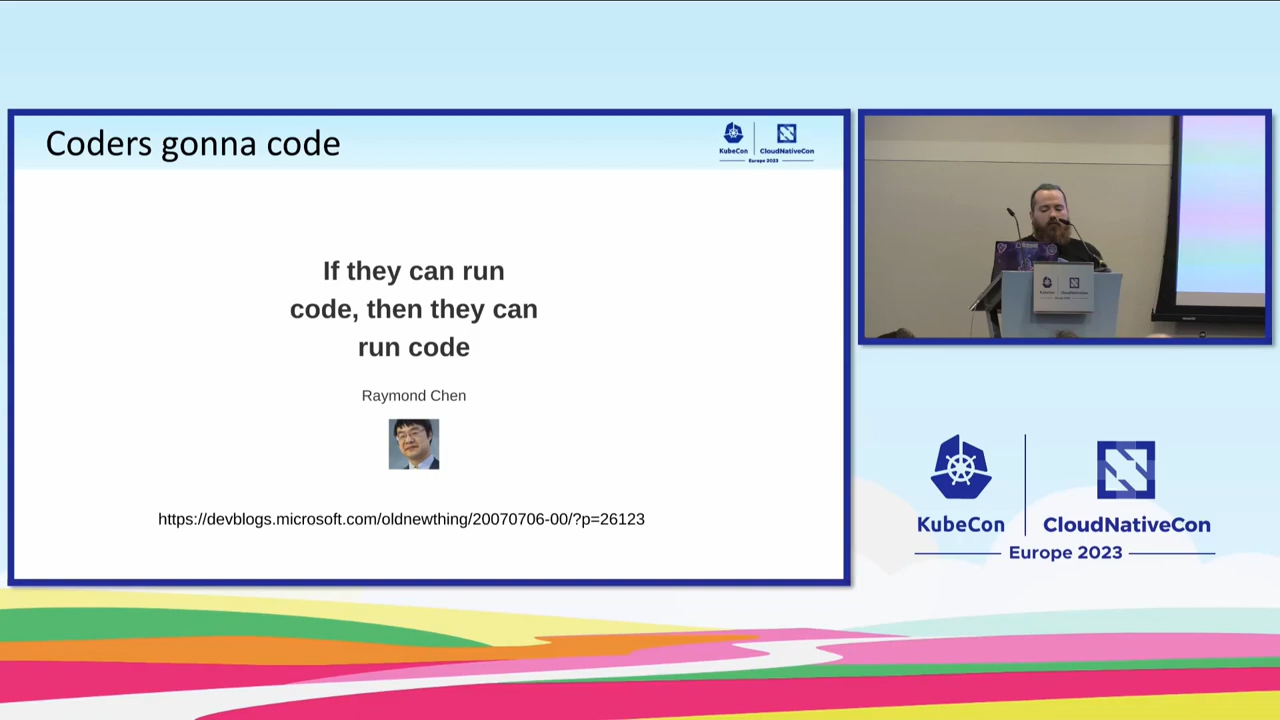 Coders gonna code
KubeCon
CloudNativeCon
Europe 2023
If they can run
code, then they can
run code
Raymond Chen
https://devblogs.microsoft.com/oldnewthing/20070706-00/?p=26123
KubeCon
CloudNativeCon
Europe 2023